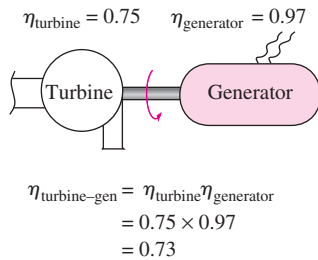 η_turbine = 0.75 η_generator = 0.97
Turbine Generator
η_turbine–gen = η_turbine η_generator
= 0.75 × 0.97
= 0.73